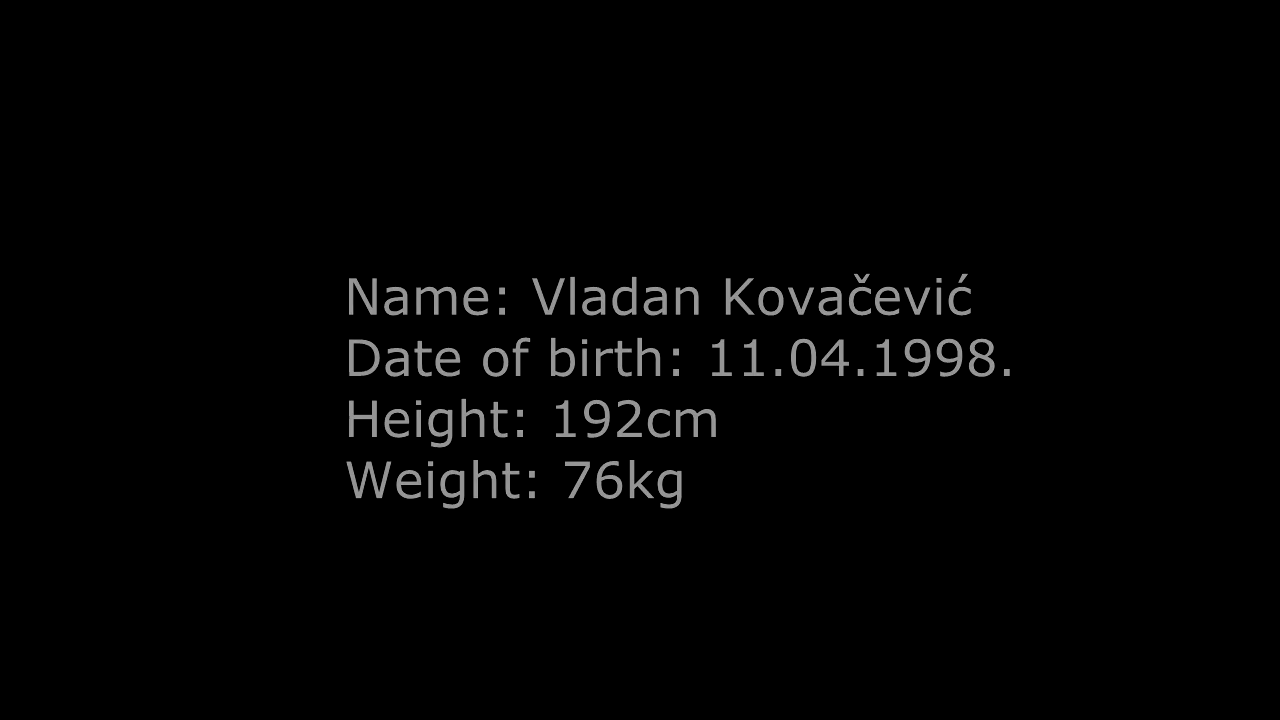 Name: Vladan Kovačević
Date of birth: 11.04.1998.
Height: 192cm
Weight: 76kg